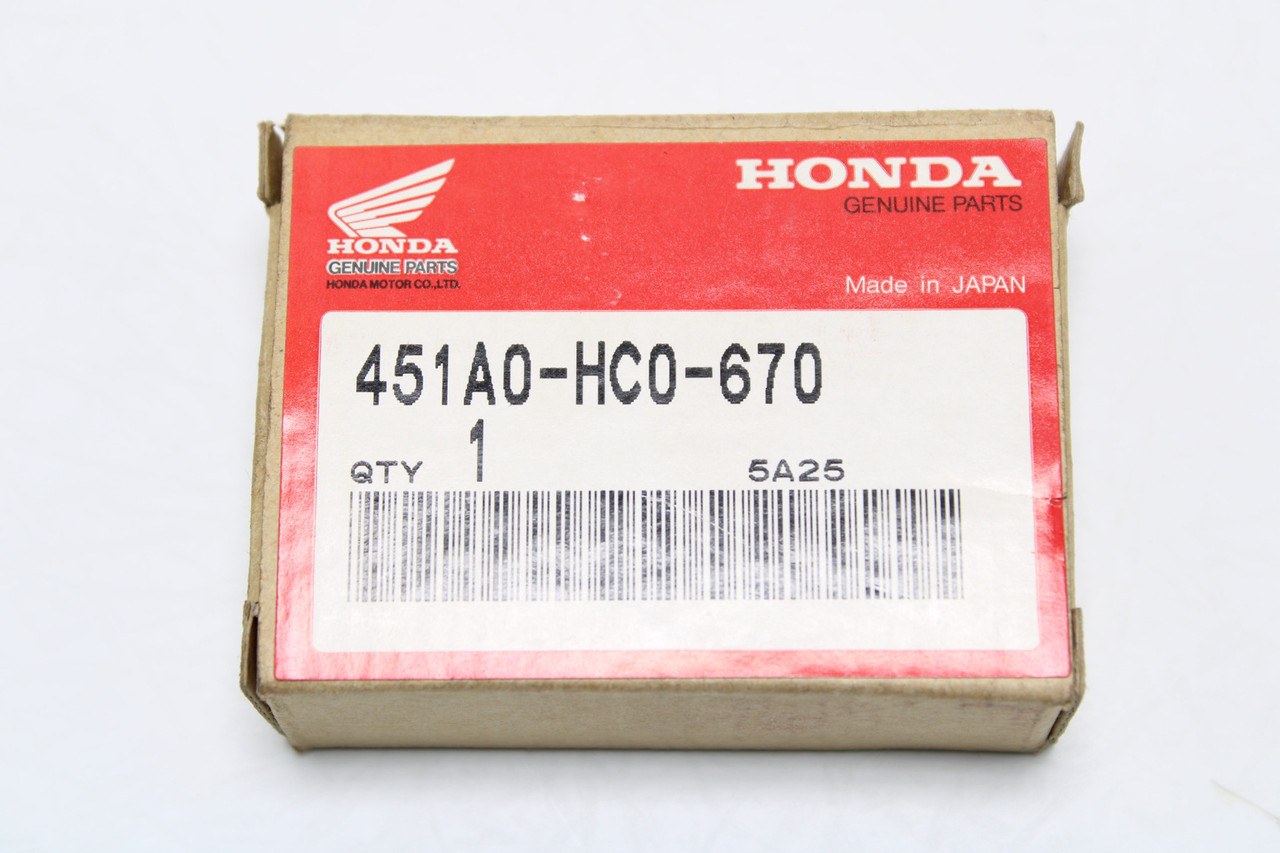 HONDA
GENUINE PARTS
HONDA MOTOR CO.,LTD.
HONDA
GENUINE PARTS
Made in JAPAN
451A0-HC0-670
QTY 1 5A25